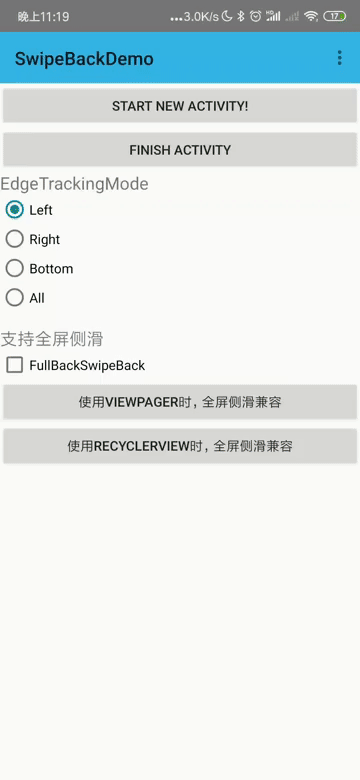 晚上11:19 ...3.0K/s HD 17
SwipeBackDemo
START NEW ACTIVITY!
FINISH ACTIVITY
EdgeTrackingMode
Left
Right
Bottom
All
支持全屏侧滑
FullBackSwipeBack
使用VIEWPAGER时，全屏侧滑兼容
使用RECYCLERVIEW时，全屏侧滑兼容